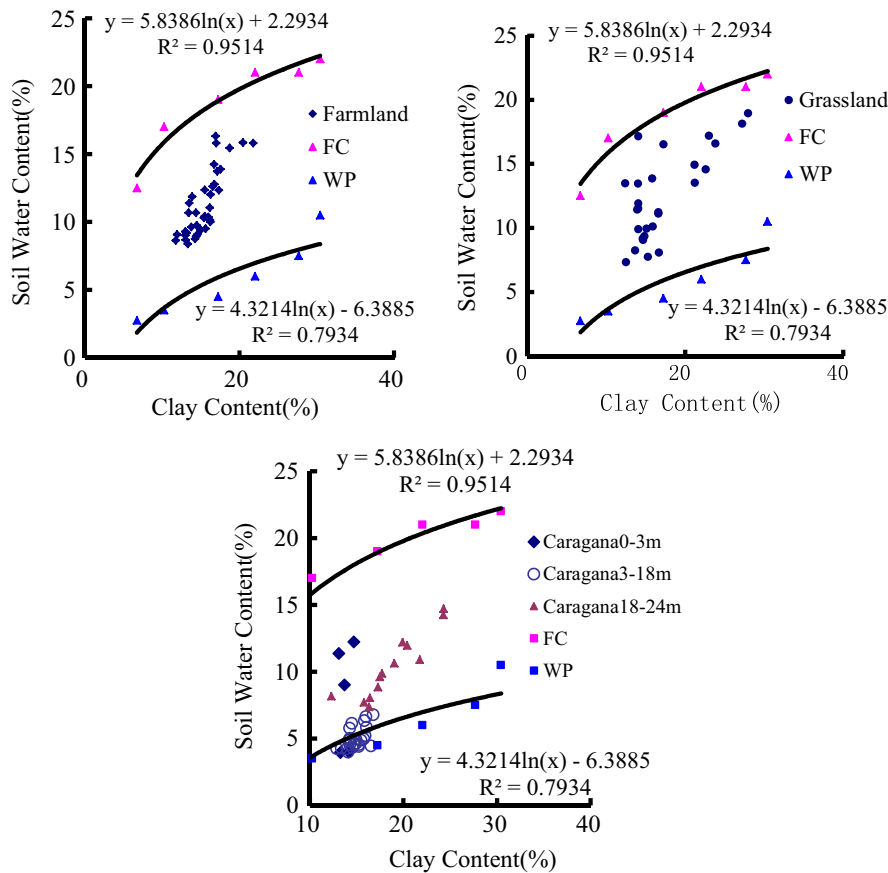 y = 5.8386ln(x) + 2.2934
R² = 0.9514
25
20
15
10
5
0
Soil Water Content(%)
Farmland
FC
WP
y = 4.3214ln(x) - 6.3885
R² = 0.7934
0
20
40
Clay Content(%)
y = 5.8386ln(x) + 2.2934
R² = 0.9514
25
20
15
10
5
0
Soil Water Content(%)
Grassland
FC
WP
y = 4.3214ln(x) - 6.3885
R² = 0.7934
0
20
40
Clay Content(%)
y = 5.8386ln(x) + 2.2934
R² = 0.9514
25
20
15
10
5
0
Soil Water Content(%)
Caragana0-3m
Caragana3-18m
Caragana18-24m
FC
WP
y = 4.3214ln(x) - 6.3885
R² = 0.7934
10
20
30
40
Clay Content(%)